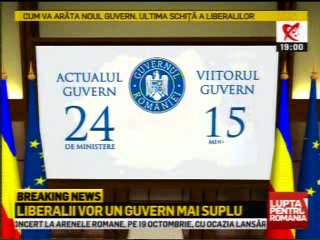 CUM VA ARĂTA NOUL GUVERN. ULTIMA SCHIȚĂ A LIBERALILOR
19:00
ACTUALUL
GUVERN
24
DE MINISTERE
GUVERNUL
ROMÂNIEI
VIITORUL
GUVERN
15
BREAKING NEWS
LIBERALII VOR UN GUVERN MAI SUPLU
LUPTA
PENTRU
ROMÂNIA
CONCERT LA ARENELE ROMANE, PE 19 OCTOMBRIE, CU OCAZIA LANSĂR